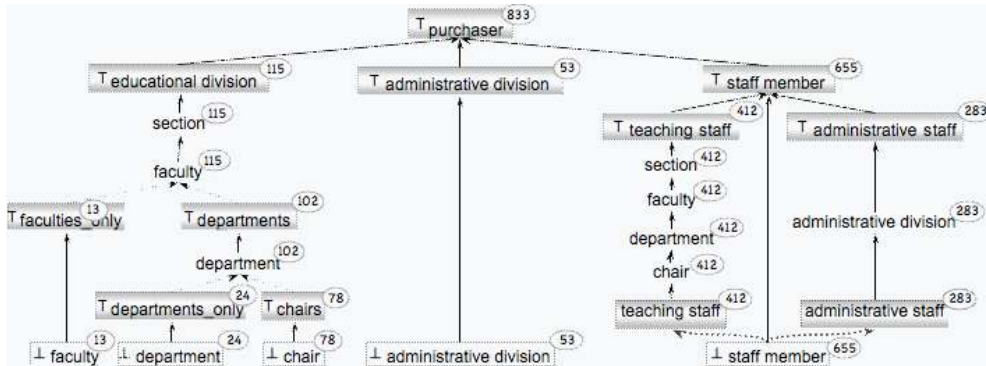 ⊤ purchaser 833
⊤ educational division 115
⊤ administrative division 53
⊤ staff member 655
section 115
⊤ teaching staff 412
⊤ administrative staff 283
faculty 115
section 412
faculty 412
⊤ faculties_only 13
⊤ departments 102
administrative division 283
department 412
department 102
chair 412
⊤ departments_only 24
⊤ chairs 78
teaching staff 412
administrative staff 283
⊥ faculty 13
⊥ department 24
⊥ chair 78
⊥ administrative division 53
⊥ staff member 655